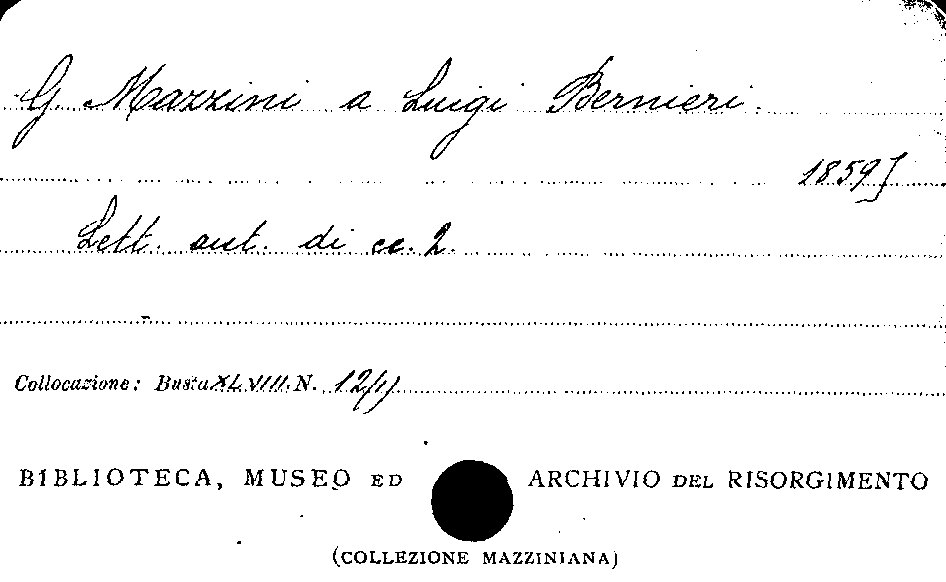 G. Mazzini a Luigi Bernieri.
1859]
Lett. aut. di cc. 2.
Collocazione: Busta XLVIII. N. 12/1)
BIBLIOTECA, MUSEO ED ARCHIVIO DEL RISORGIMENTO
(COLLEZIONE MAZZINIANA)